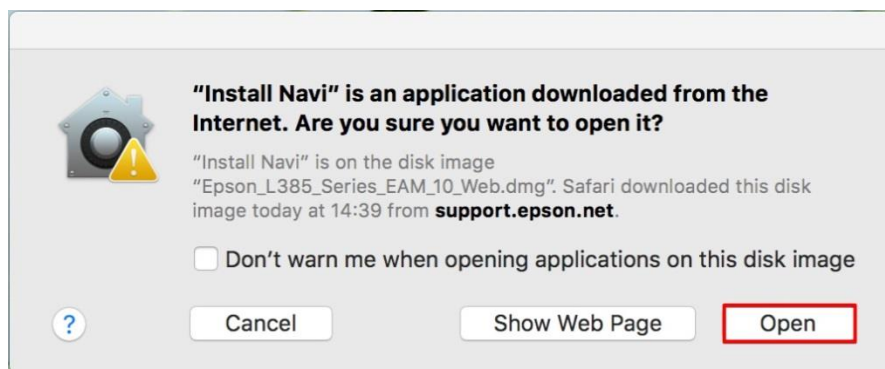 “Install Navi” is an application downloaded from the
Internet. Are you sure you want to open it?
“Install Navi” is on the disk image
“Epson_L385_Series_EAM_10_Web.dmg”. Safari downloaded this disk
image today at 14:39 from support.epson.net.
Don’t warn me when opening applications on this disk image
? Cancel Show Web Page Open